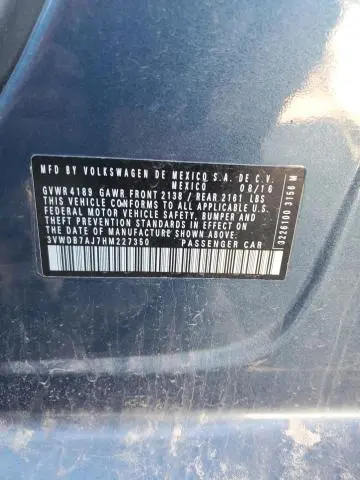 MFD BY VOLKSWAGEN DE MEXICO S.A. DE C.V.
MEXICO 08/16
GVWR 4189 GAWR FRONT 2138 / REAR 2161 LBS
THIS VEHICLE CONFORMS TO ALL APPLICABLE
FEDERAL MOTOR VEHICLE SAFETY, BUMPER AND
THEFT PREVENTION STANDARDS IN EFFECT
ON THE DATE OF MANUFACTURE SHOWN ABOVE.
3VWDB7AJ7HM227350 PASSENGER CAR
0226100 3156 M